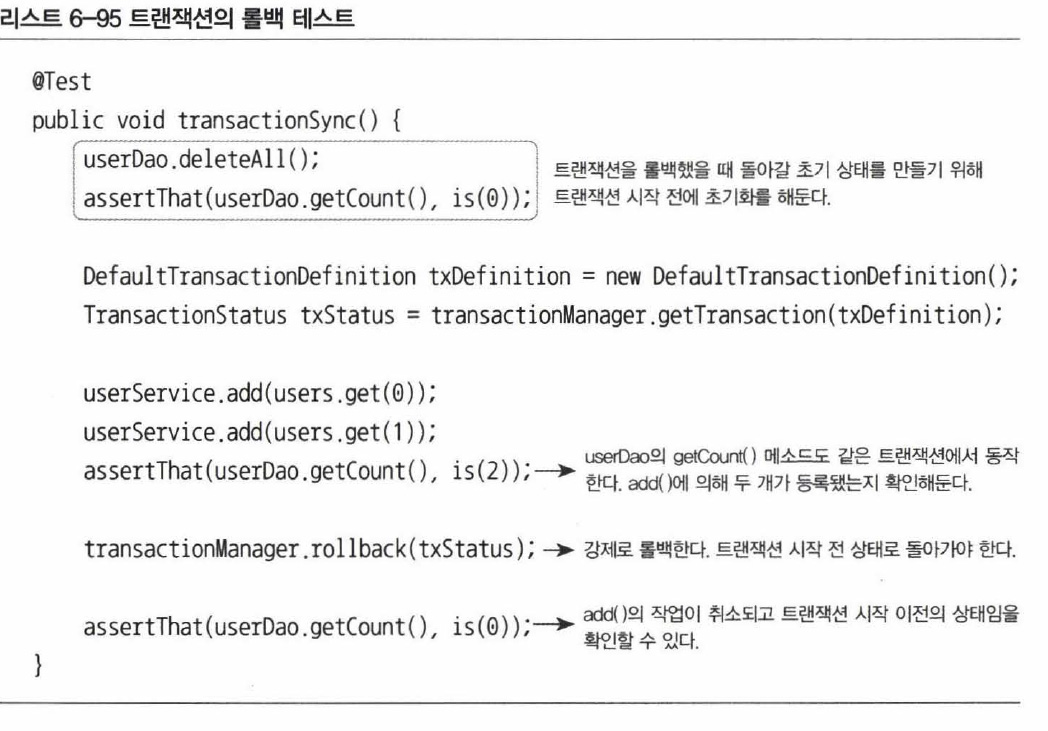 리스트 6-95 트랜잭션의 롤백 테스트
@Test
public void transactionSync() {
userDao.deleteAll();
assertThat(userDao.getCount(), is(0));
트랜잭션을 롤백했을 때 돌아갈 초기 상태를 만들기 위해
트랜잭션 시작 전에 초기화를 해둔다.
DefaultTransactionDefinition txDefinition = new DefaultTransactionDefinition();
TransactionStatus txStatus = transactionManager.getTransaction(txDefinition);
userService.add(users.get(0));
userService.add(users.get(1));
assertThat(userDao.getCount(), is(2));
userDao의 getCount() 메소드도 같은 트랜잭션에서 동작
한다. add()에 의해 두 개가 등록됐는지 확인해둔다.
transactionManager.rollback(txStatus);
강제로 롤백한다. 트랜잭션 시작 전 상태로 돌아가야 한다.
assertThat(userDao.getCount(), is(0));
add()의 작업이 취소되고 트랜잭션 시작 이전의 상태임을
확인할 수 있다.
}